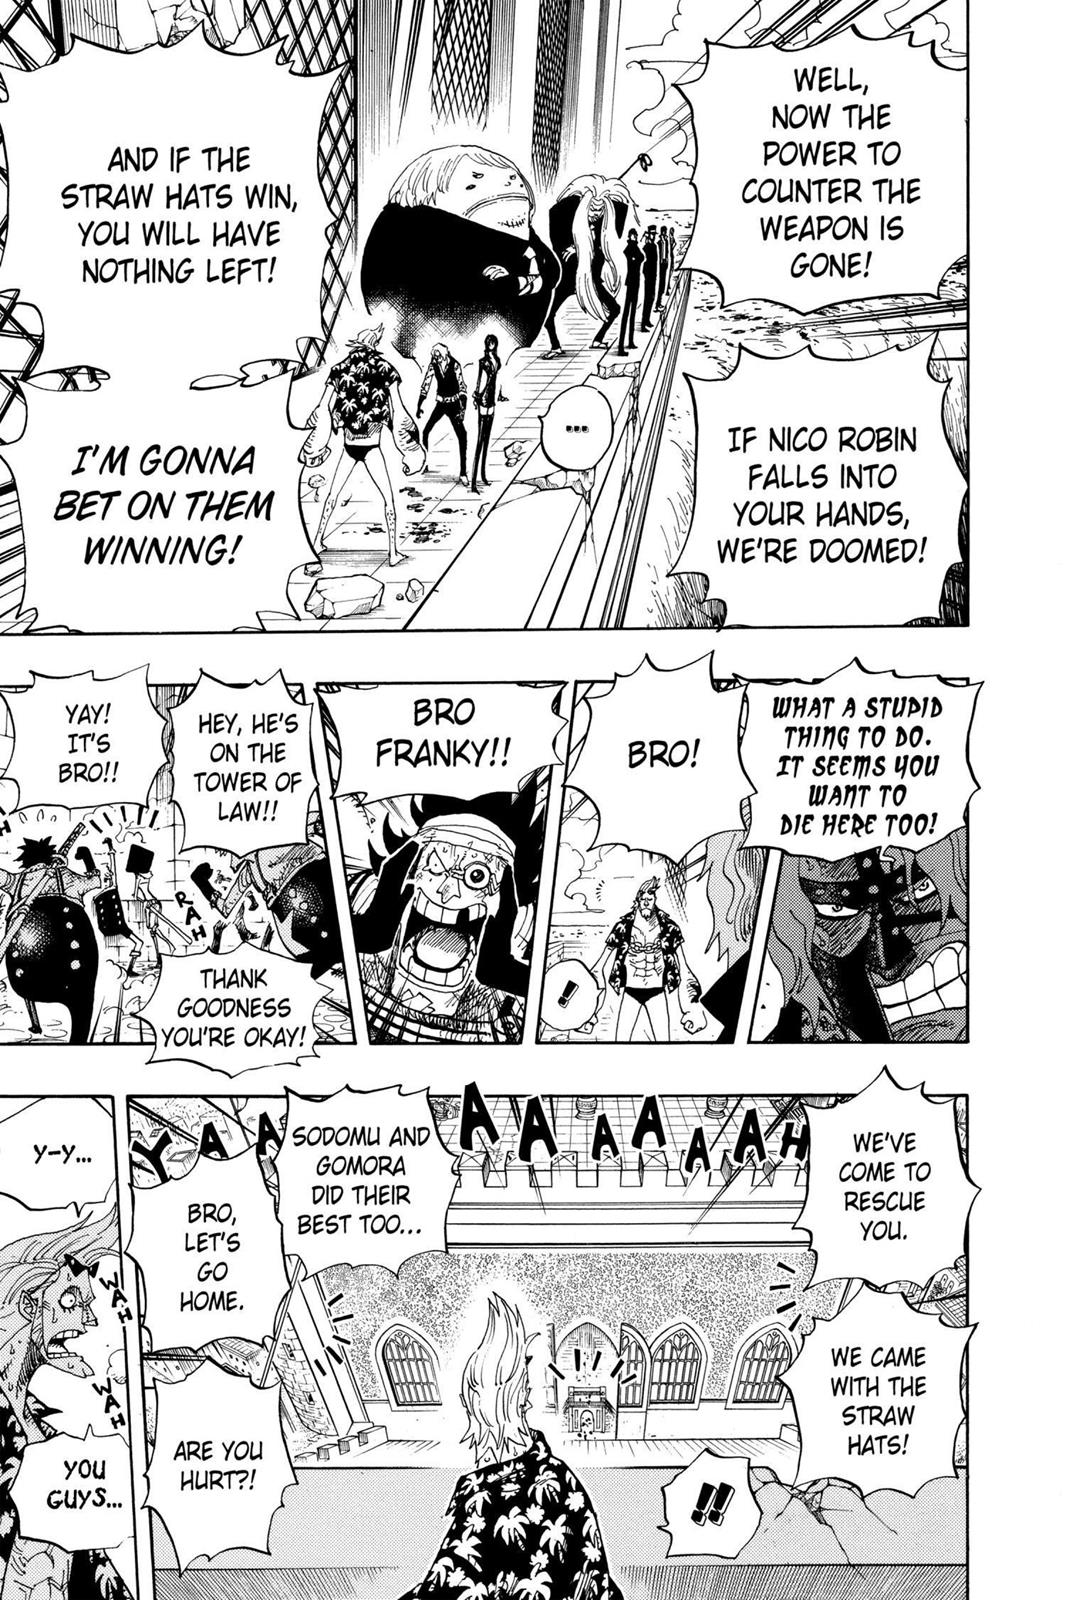 WELL,
NOW THE
POWER TO
COUNTER THE
WEAPON IS
GONE!
IF NICO ROBIN
FALLS INTO
YOUR HANDS,
WE'RE DOOMED!
AND IF THE
STRAW HATS WIN,
YOU WILL HAVE
NOTHING LEFT!
I'M GONNA
BET ON THEM
WINNING!
...
WHAT A STUPID
THING TO DO.
IT SEEMS YOU
WANT TO
DIE HERE TOO!
BRO!
!!
BRO
FRANKY!!
HEY, HE'S
ON THE
TOWER OF
LAW!!
YAY!
IT'S
BRO!!
RAH
THANK
GOODNESS
YOU'RE OKAY!
WE'VE
COME TO
RESCUE
YOU.
WE CAME
WITH THE
STRAW
HATS!
YAAAAAAAAH
SODOMU AND
GOMORA
DID THEIR
BEST TOO...
BRO,
LET'S
GO
HOME.
ARE YOU
HURT?!
!!
Y-Y...
WAH
WAH
YOU
GUYS...